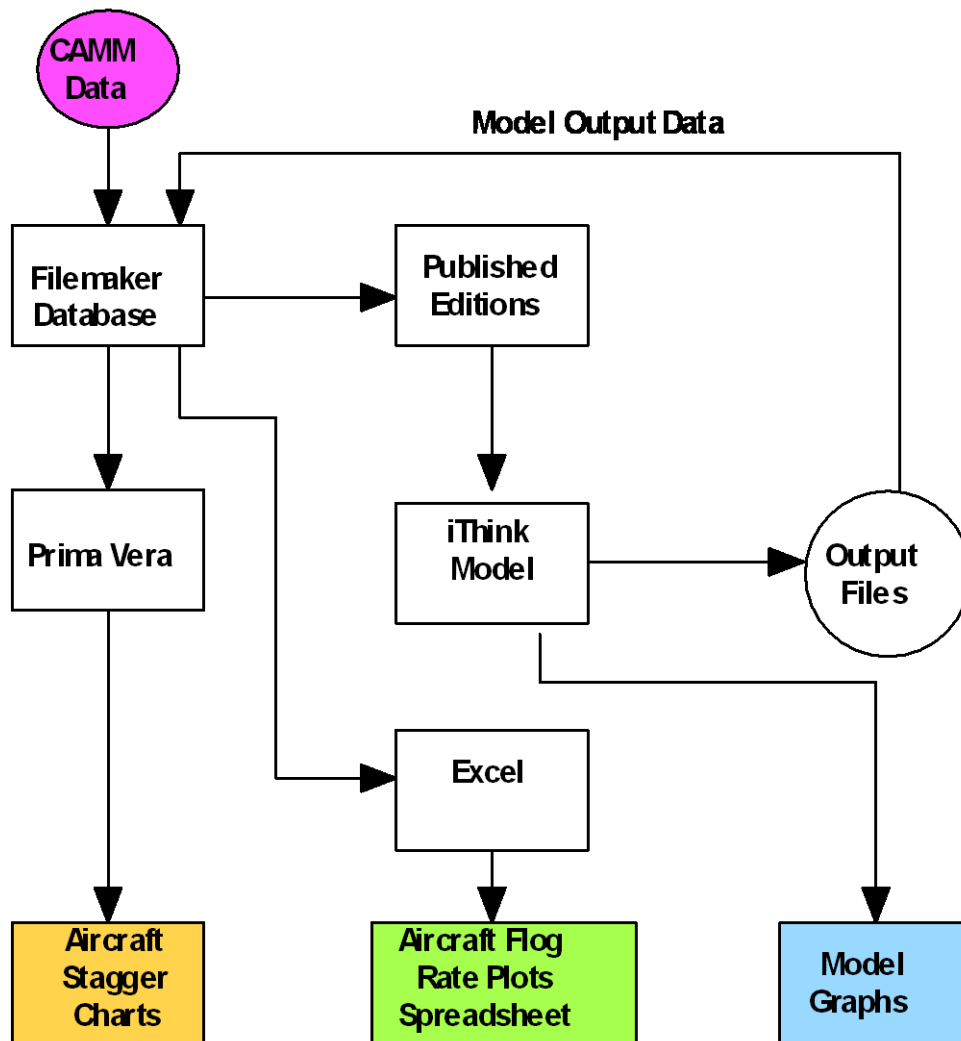 CAMM
Data
Model Output Data
Filemaker
Database
Published
Editions
Prima Vera
iThink
Model
Output
Files
Excel
Aircraft
Stagger
Charts
Aircraft Flog
Rate Plots
Spreadsheet
Model
Graphs